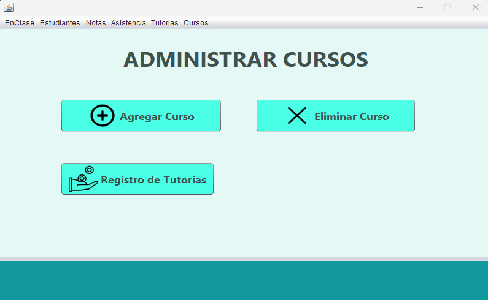 EnClase Estudiantes Notas Asistencia Tutorias Cursos
ADMINISTRAR CURSOS
Agregar Curso Eliminar Curso
Registro de Tutorias